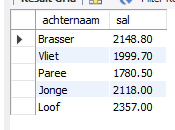 achternaam sal
Brasser 2148.80
Vliet 1999.70
Paree 1780.50
Jonge 2118.00
Loof 2357.00